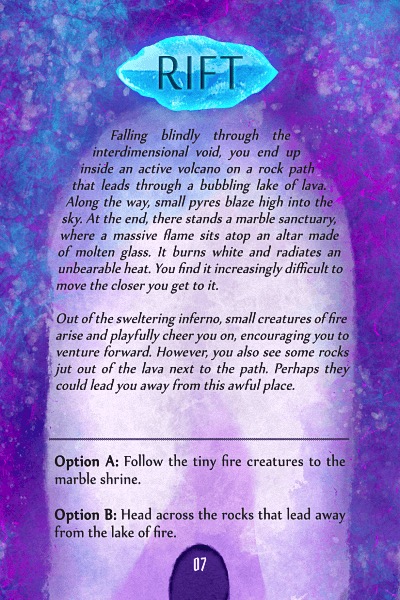 RIFT
Falling blindly through the
interdimensional void, you end up
inside an active volcano on a rock path
that leads through a bubbling lake of lava.
Along the way, small pyres blaze high into the
sky. At the end, there stands a marble sanctuary,
where a massive flame sits atop an altar made
of molten glass. It burns white and radiates an
unbearable heat. You find it increasingly difficult to
move the closer you get to it.
Out of the sweltering inferno, small creatures of fire
arise and playfully cheer you on, encouraging you to
venture forward. However, you also see some rocks
jut out of the lava next to the path. Perhaps they
could lead you away from this awful place.
Option A: Follow the tiny fire creatures to the
marble shrine.
Option B: Head across the rocks that lead away
from the lake of fire.
07